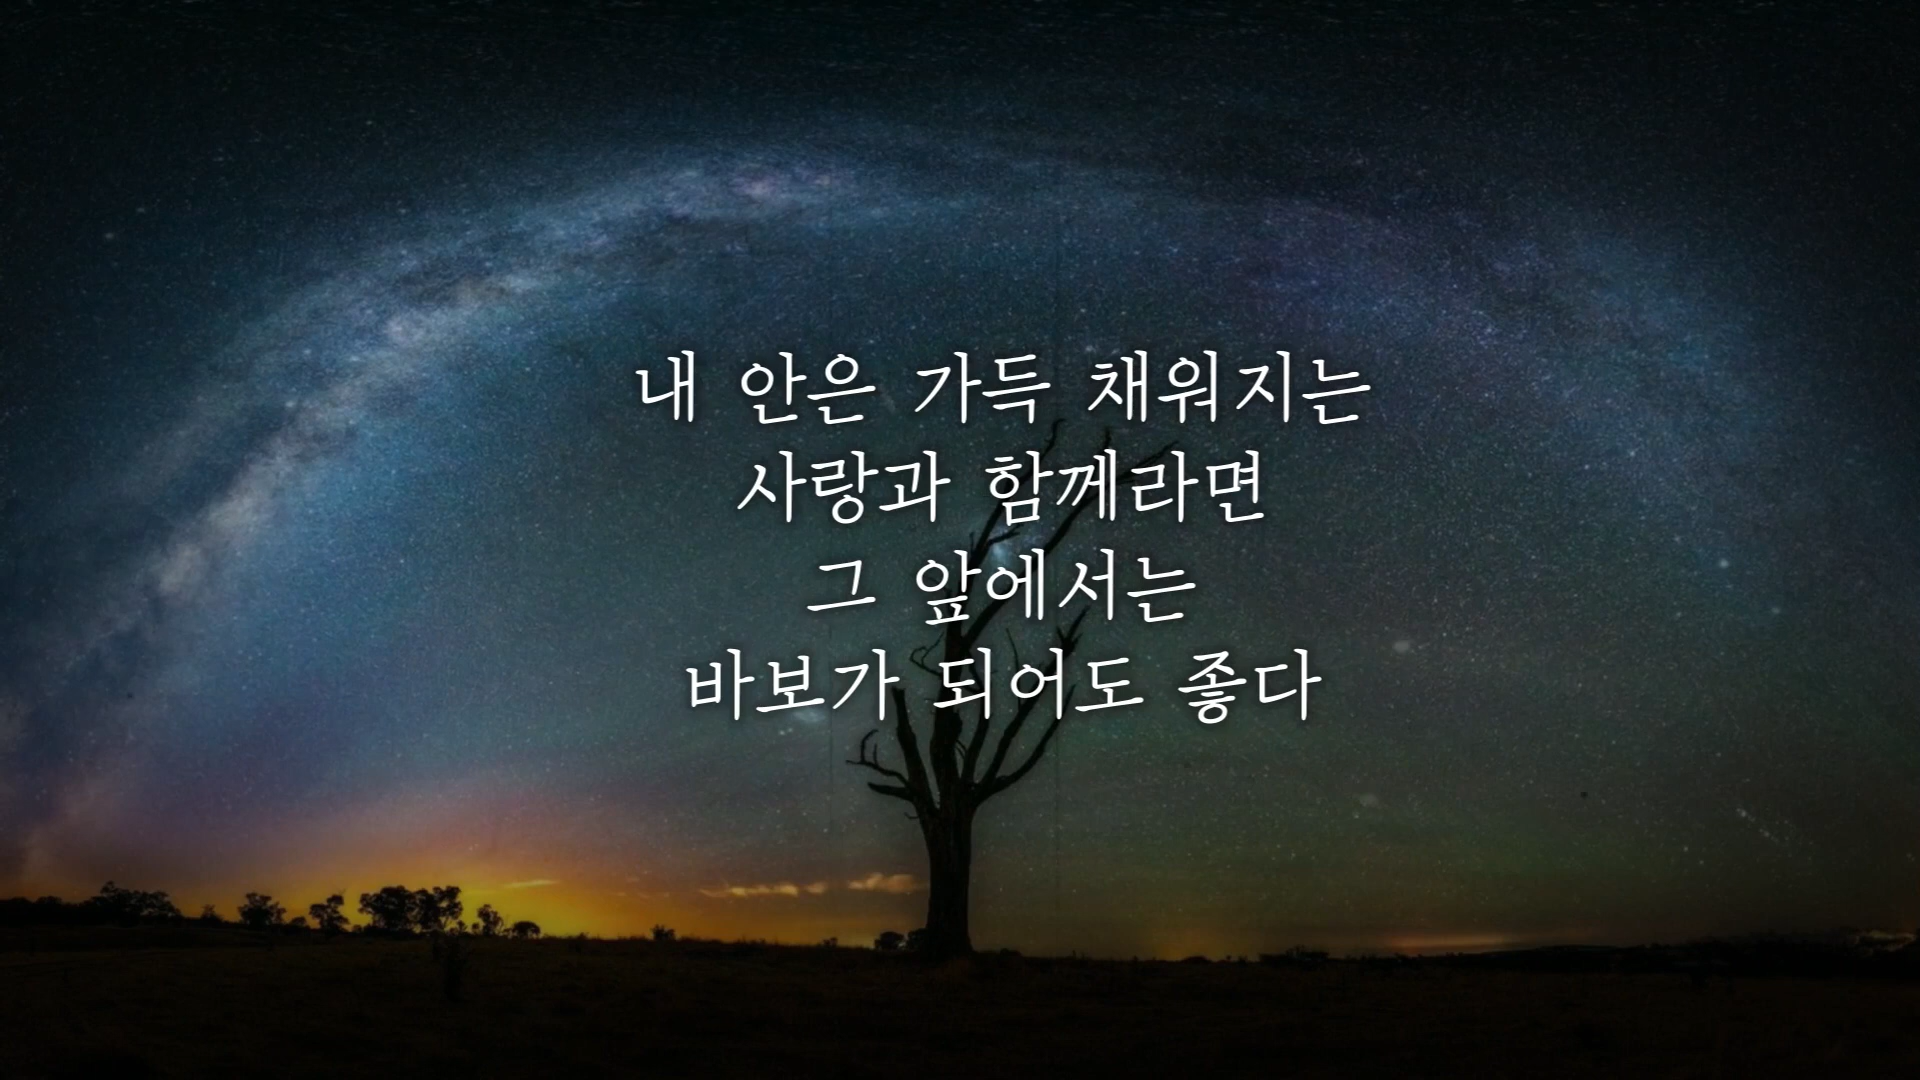 내 안은 가득 채워지는
사랑과 함께라면
그 앞에서는
바보가 되어도 좋다